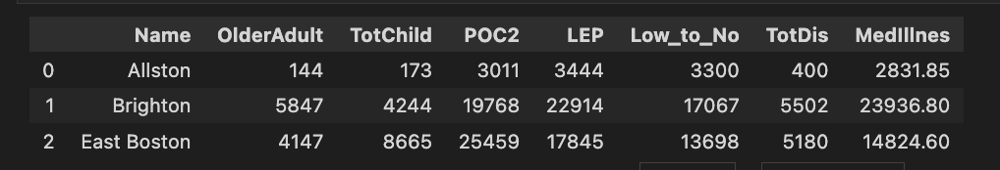 Name OlderAdult TotChild POC2 LEP Low_to_No TotDis MedIllnes
0 Allston 144 173 3011 3444 3300 400 2831.85
1 Brighton 5847 4244 19768 22914 17067 5502 23936.80
2 East Boston 4147 8665 25459 17845 13698 5180 14824.60